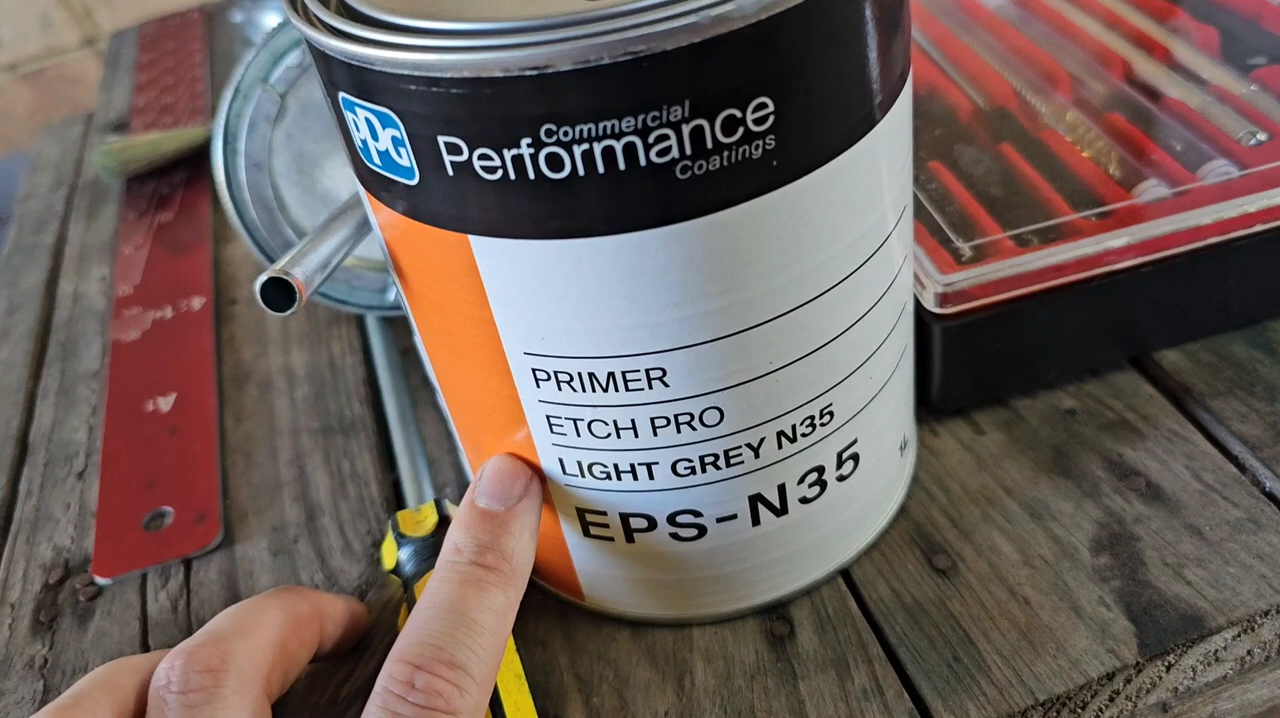 PPG
Commercial
Performance
Coatings
PRIMER
ETCH PRO
LIGHT GREY N35
EPS-N35
1L